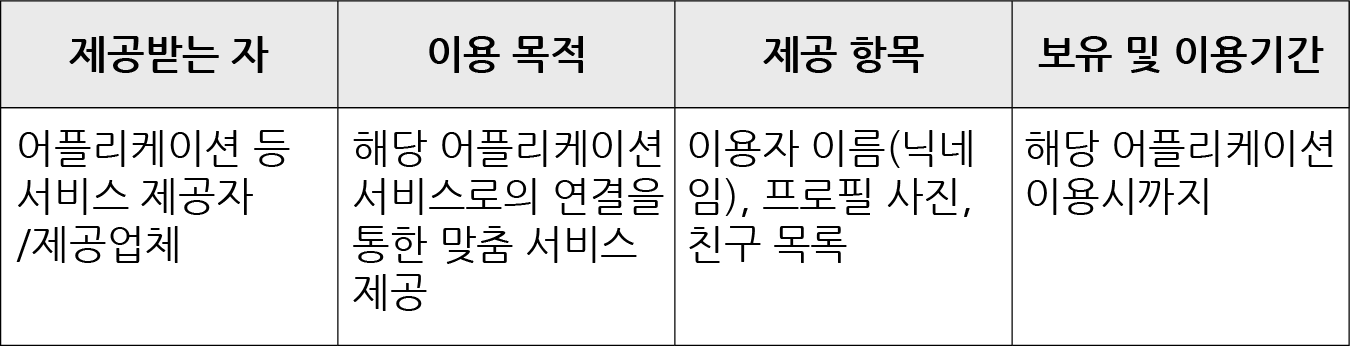 제공받는 자
이용 목적
제공 항목
보유 및 이용기간
어플리케이션 등
서비스 제공자
/제공업체
해당 어플리케이션
서비스로의 연결을
통한 맞춤 서비스
제공
이용자 이름(닉네
임), 프로필 사진,
친구 목록
해당 어플리케이션
이용시까지